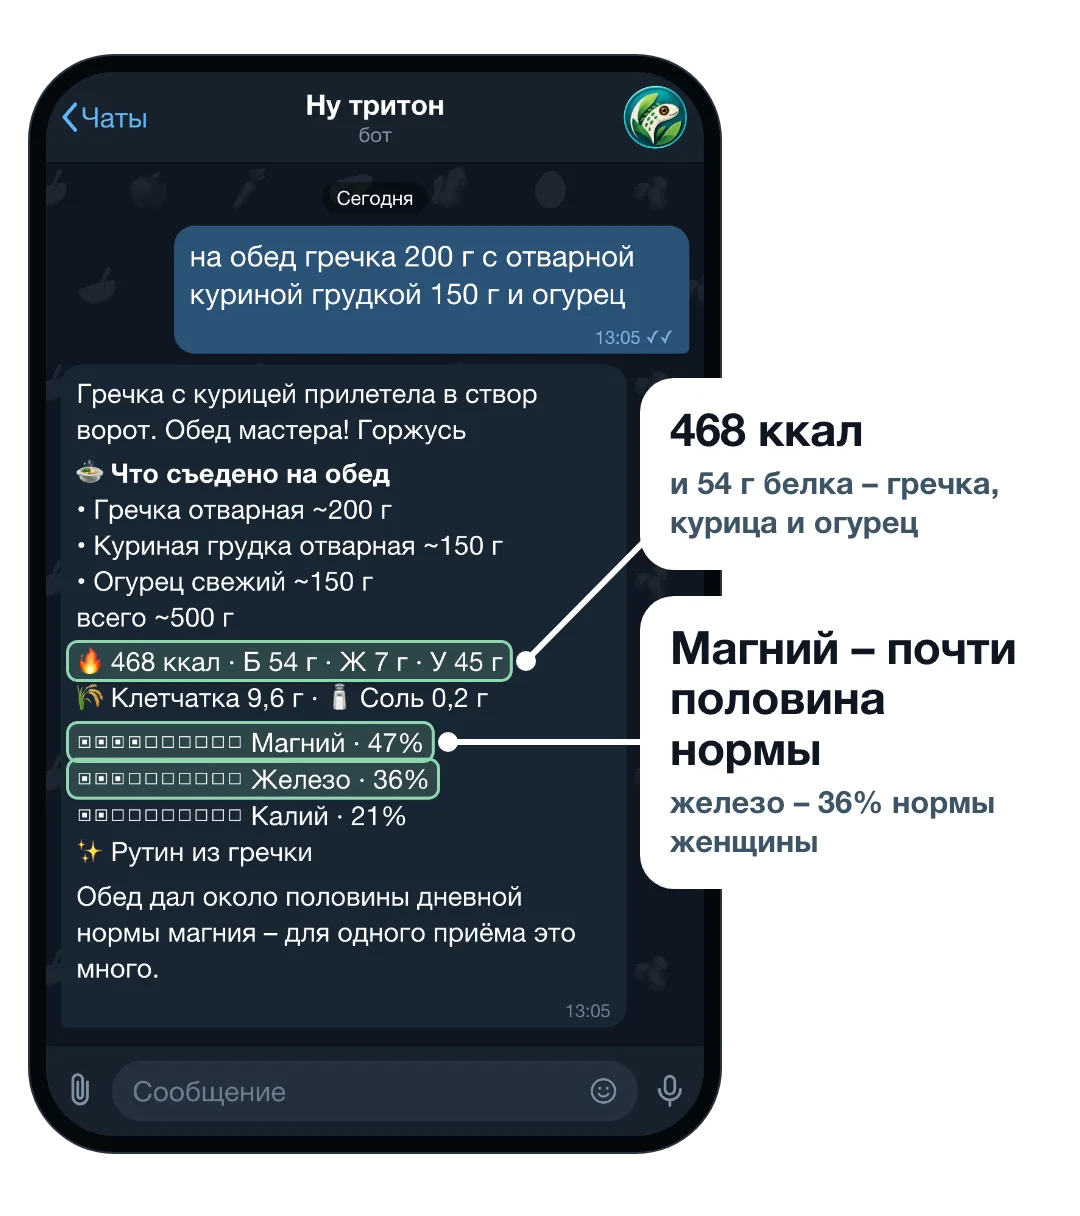 Чаты
Ну тритон
бот
Сегодня
на обед гречка 200 г с отварной
куриной грудкой 150 г и огурец
13:05
Гречка с курицей прилетела в створ
ворот. Обед мастера! Горжусь
Что съедено на обед
• Гречка отварная ~200 г
• Куриная грудка отварная ~150 г
• Огурец свежий ~150 г
всего ~500 г
468 ккал · Б 54 г · Ж 7 г · У 45 г
Клетчатка 9,6 г · Соль 0,2 г
Магний · 47%
Железо · 36%
Калий · 21%
Рутин из гречки
Обед дал около половины дневной
нормы магния – для одного приёма это
много.
13:05
Сообщение
468 ккал
и 54 г белка – гречка,
курица и огурец
Магний – почти
половина
нормы
железо – 36% нормы
женщины